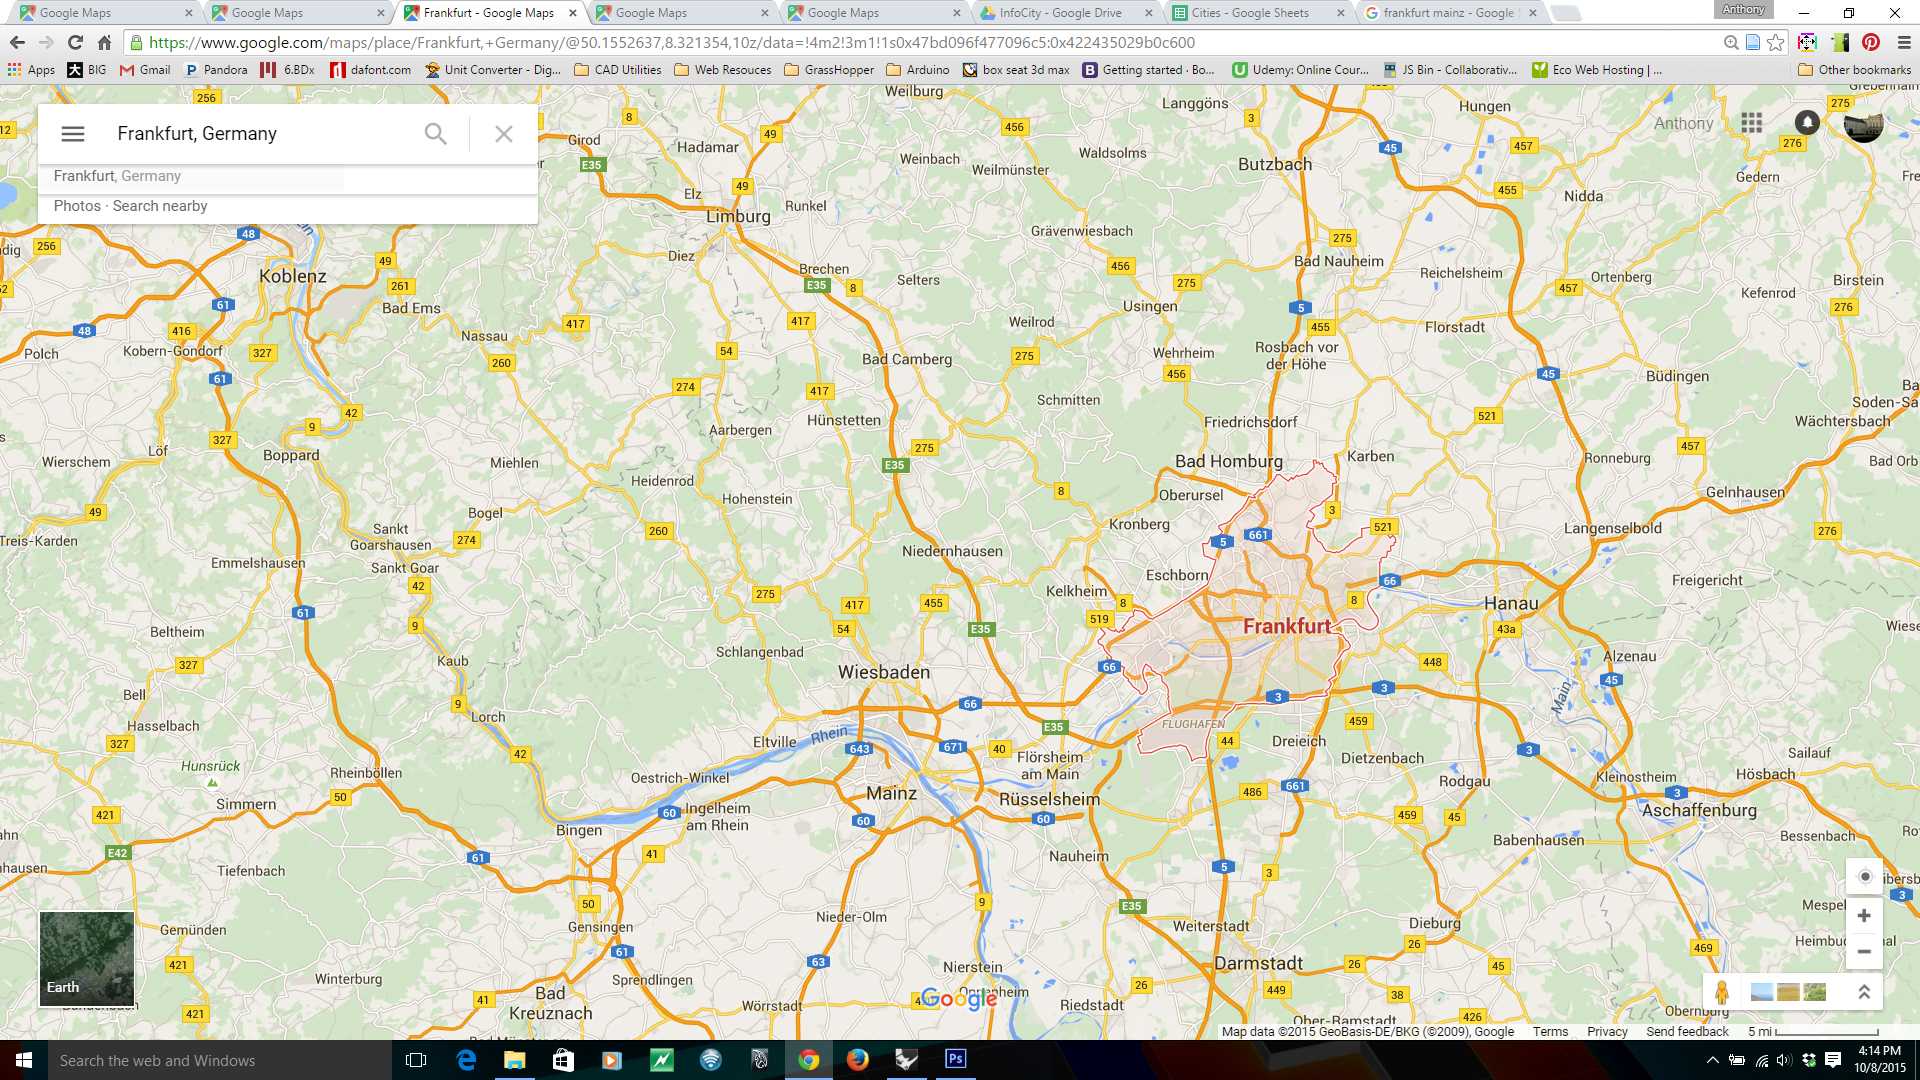 Google Maps
Google Maps
Frankfurt - Google Maps
Google Maps
Google Maps
InfoCity - Google Drive
Cities - Google Sheets
frankfurt mainz - Google
Anthony
https://www.google.com/maps/place/Frankfurt,+Germany/@50.1552637,8.321354,10z/data=!4m2!3m1!1s0x47bd096f477096c5:0x422435029b0c600
Apps
BIG
Gmail
Pandora
6.BDx
dafont.com
Unit Converter - Dig...
CAD Utilities
Web Resouces
GrassHopper
Arduino
box seat 3d max
Getting started · Bo...
Udemy: Online Cour...
JS Bin - Collaborativ...
Eco Web Hosting | ...
Other bookmarks
Frankfurt, Germany
Frankfurt, Germany
Photos · Search nearby
Anthony
Weilburg
Langgöns
Hungen
Girod
Hadamar
Weinbach
Weilmünster
Waldsolms
Butzbach
Nidda
Gedern
Elz
Limburg
Runkel
Grävenwiesbach
Bad Nauheim
Reichelsheim
Ortenberg
Kefenrod
Birstein
Koblenz
Diez
Brechen
Selters
Usingen
Bad Ems
Weilrod
Florstadt
Nassau
Polch
Kobern-Gondorf
Bad Camberg
Wehrheim
Rosbach vor
der Höhe
Büdingen
Schmitten
Wächtersbach
Hünstetten
Friedrichsdorf
Aarbergen
Löf
Wierschem
Boppard
Miehlen
Bad Homburg
Karben
Ronneburg
Bad Orb
Heidenrod
Oberursel
Gelnhausen
Hohenstein
Bogel
Kronberg
Langenselbold
Treis-Karden
Sankt
Goarshausen
Niedernhausen
Emmelshausen
Sankt Goar
Eschborn
Freigericht
Kelkheim
Hanau
Frankfurt
Beltheim
Schlangenbad
Alzenau
Kaub
Wiesbaden
Bell
Main
Lorch
Hasselbach
FLUGHAFEN
Eltville
Rhein
Dreieich
Dietzenbach
Flörsheim
am Main
Sailauf
Hunsrück
Rheinböllen
Oestrich-Winkel
Rodgau
Kleinostheim
Hösbach
Mainz
Rüsselsheim
Simmern
Ingelheim
am Rhein
Aschaffenburg
Bingen
Babenhausen
Bessenbach
Nauheim
Tiefenbach
Nieder-Olm
Weiterstadt
Dieburg
Gemünden
Gensingen
Darmstadt
Winterburg
Sprendlingen
Nierstein
Bad
Kreuznach
Wörrstadt
Riedstadt
Ober-Ramstadt
Obernburg
Earth
Google
Map data ©2015 GeoBasis-DE/BKG (©2009), Google
Terms
Privacy
Send feedback
5 mi
Search the web and Windows
4:14 PM
10/8/2015